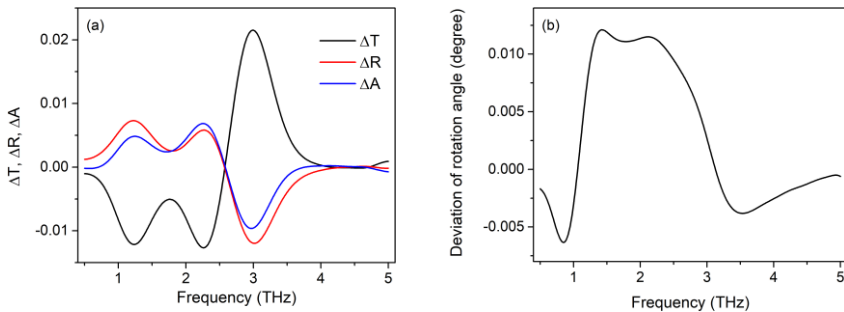 (a)
ΔT
ΔR
ΔA
0.02
0.01
0.00
-0.01
ΔT, ΔR, ΔA
1 2 3 4 5
Frequency (THz)
(b)
0.010
0.005
0.000
-0.005
Deviation of rotation angle (degree)
1 2 3 4 5
Frequency (THz)